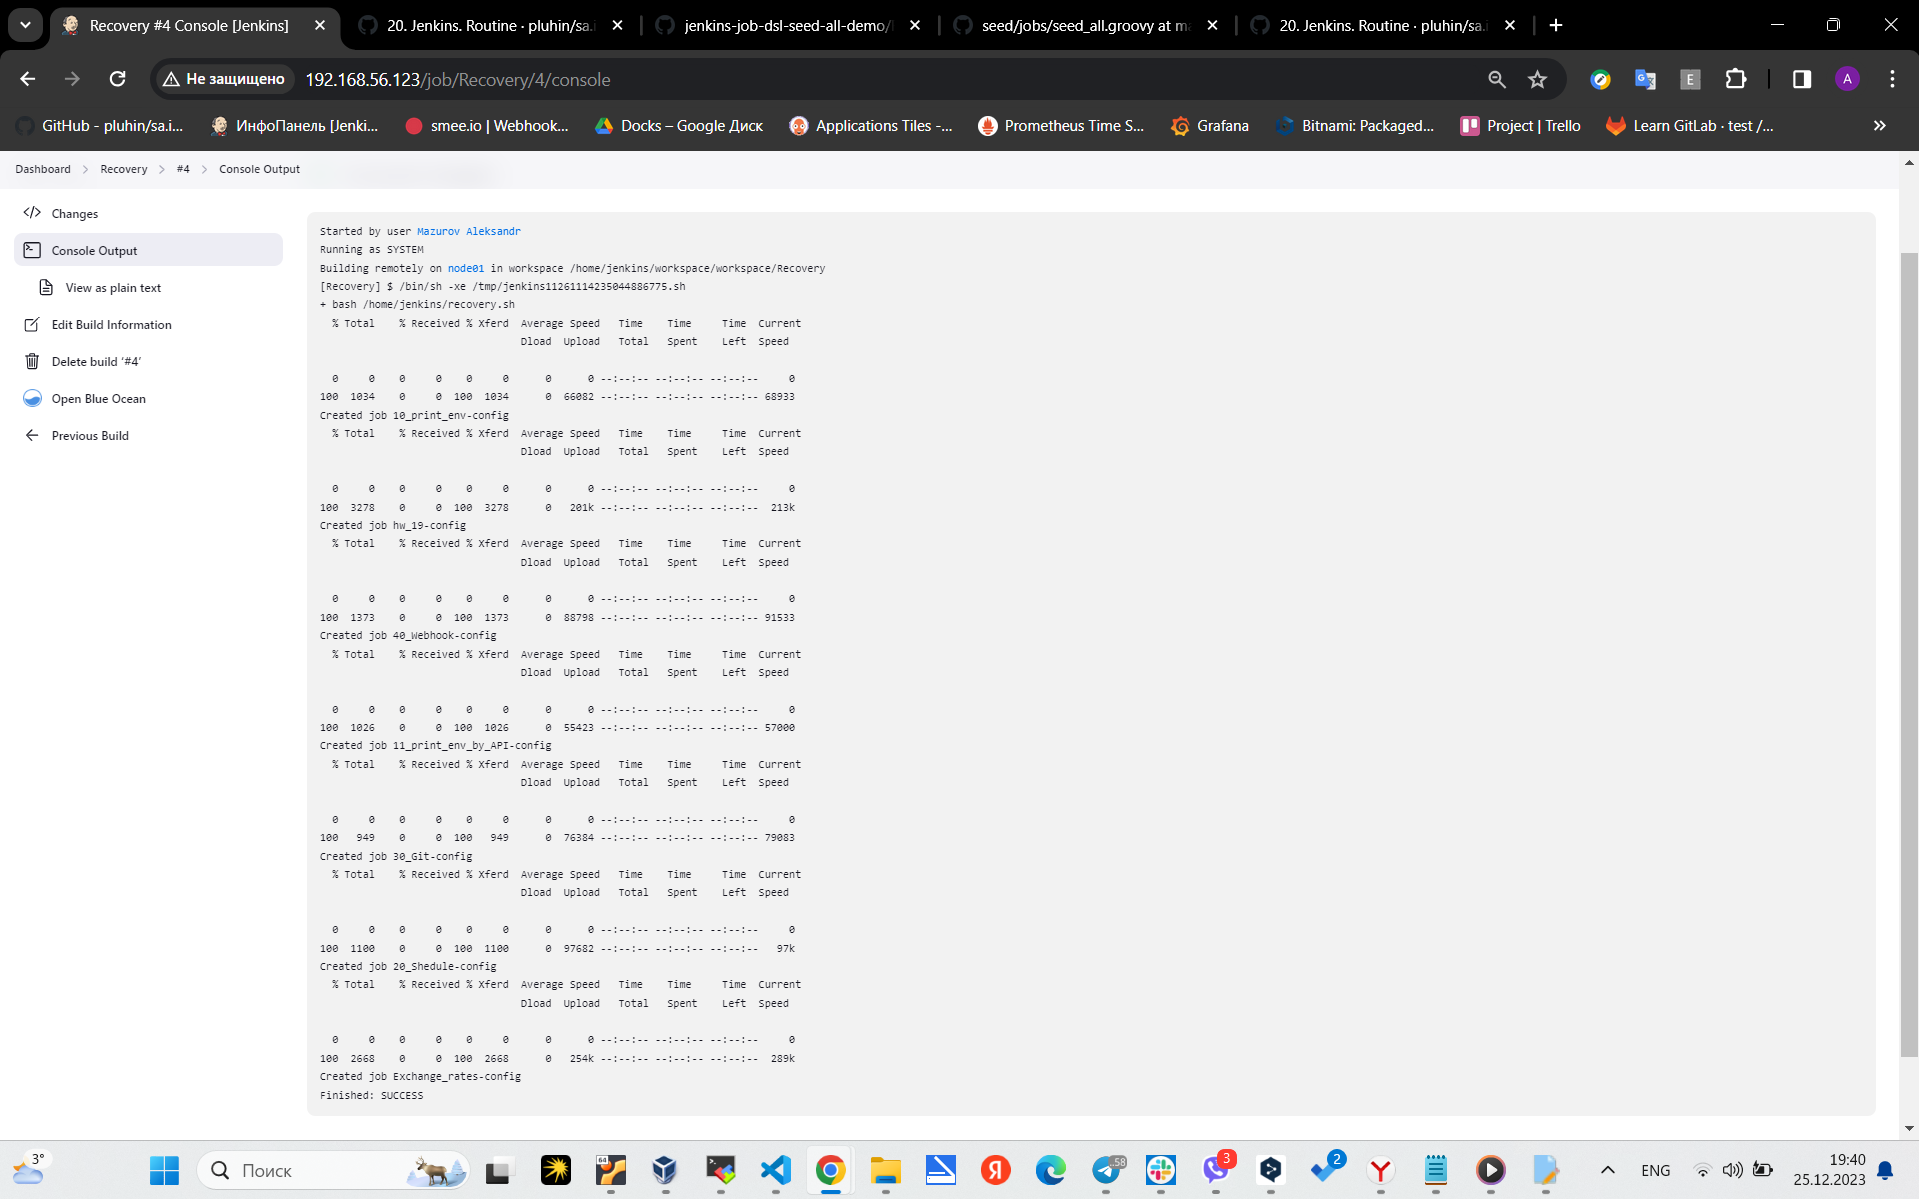 Recovery #4 Console [Jenkins]
20. Jenkins. Routine · pluhin/sa.i
jenkins-job-dsl-seed-all-demo/
seed/jobs/seed_all.groovy at ma
20. Jenkins. Routine · pluhin/sa.i
Не защищено
192.168.56.123/job/Recovery/4/console
E
A
GitHub - pluhin/sa.i...
ИнфоПанель [Jenki...
smee.io | Webhook...
Docks – Google Диск
Applications Tiles -...
Prometheus Time S...
Grafana
Bitnami: Packaged...
Project | Trello
Learn GitLab · test /...
Dashboard
Recovery
#4
Console Output
Changes
Console Output
View as plain text
Edit Build Information
Delete build ‘#4’
Open Blue Ocean
Previous Build
Started by user Mazurov Aleksandr
Running as SYSTEM
Building remotely on node01 in workspace /home/jenkins/workspace/workspace/Recovery
[Recovery] $ /bin/sh -xe /tmp/jenkins11261114235044886775.sh
+ bash /home/jenkins/recovery.sh
% Total    % Received % Xferd  Average Speed   Time    Time     Time  Current
Dload  Upload   Total   Spent    Left  Speed
0     0    0     0    0     0      0      0 --:--:-- --:--:-- --:--:--     0
100  1034    0     0  100  1034      0  66082 --:--:-- --:--:-- --:--:-- 68933
Created job 10_print_env-config
% Total    % Received % Xferd  Average Speed   Time    Time     Time  Current
Dload  Upload   Total   Spent    Left  Speed
0     0    0     0    0     0      0      0 --:--:-- --:--:-- --:--:--     0
100  3278    0     0  100  3278      0   201k --:--:-- --:--:-- --:--:--  213k
Created job hw_19-config
% Total    % Received % Xferd  Average Speed   Time    Time     Time  Current
Dload  Upload   Total   Spent    Left  Speed
0     0    0     0    0     0      0      0 --:--:-- --:--:-- --:--:--     0
100  1373    0     0  100  1373      0  88798 --:--:-- --:--:-- --:--:-- 91533
Created job 40_Webhook-config
% Total    % Received % Xferd  Average Speed   Time    Time     Time  Current
Dload  Upload   Total   Spent    Left  Speed
0     0    0     0    0     0      0      0 --:--:-- --:--:-- --:--:--     0
100  1026    0     0  100  1026      0  55423 --:--:-- --:--:-- --:--:-- 57000
Created job 11_print_env_by_API-config
% Total    % Received % Xferd  Average Speed   Time    Time     Time  Current
Dload  Upload   Total   Spent    Left  Speed
0     0    0     0    0     0      0      0 --:--:-- --:--:-- --:--:--     0
100   949    0     0  100   949      0  76384 --:--:-- --:--:-- --:--:-- 79083
Created job 30_Git-config
% Total    % Received % Xferd  Average Speed   Time    Time     Time  Current
Dload  Upload   Total   Spent    Left  Speed
0     0    0     0    0     0      0      0 --:--:-- --:--:-- --:--:--     0
100  1100    0     0  100  1100      0  97682 --:--:-- --:--:-- --:--:--   97k
Created job 20_Shedule-config
% Total    % Received % Xferd  Average Speed   Time    Time     Time  Current
Dload  Upload   Total   Spent    Left  Speed
0     0    0     0    0     0      0      0 --:--:-- --:--:-- --:--:--     0
100  2668    0     0  100  2668      0   254k --:--:-- --:--:-- --:--:--  289k
Created job Exchange_rates-config
Finished: SUCCESS
3°
Поиск
64
Я
.58
3
2
Y
ENG
19:40
25.12.2023